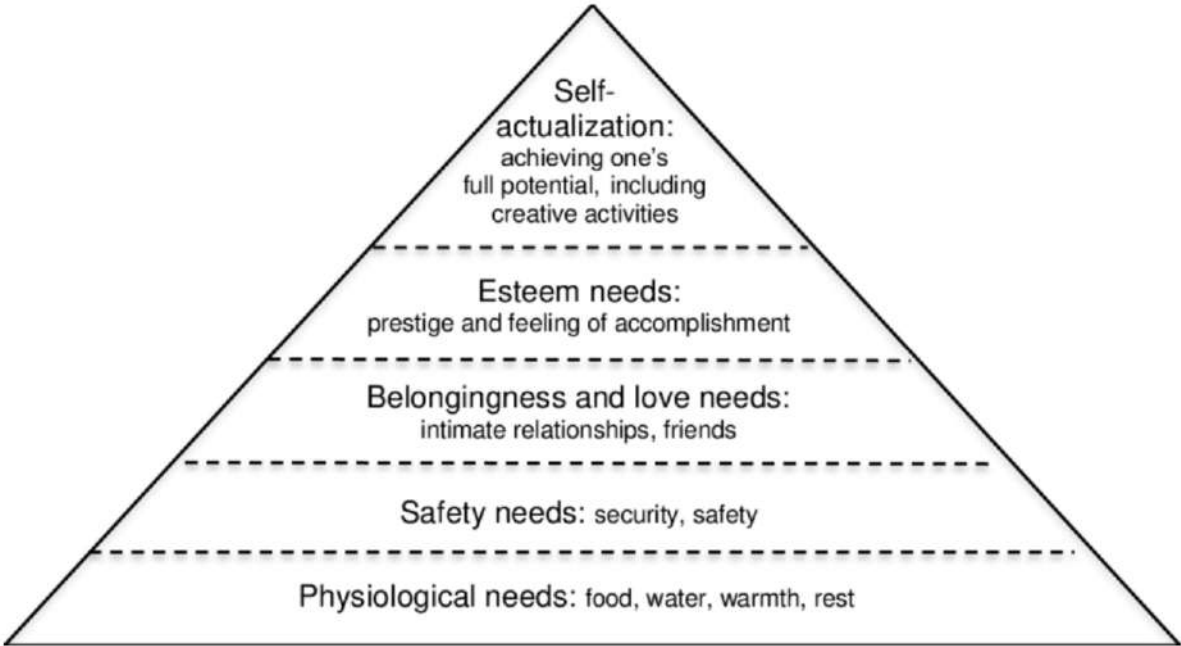 Self-
actualization:
achieving one's
full potential, including
creative activities
Esteem needs:
prestige and feeling of accomplishment
Belongingness and love needs:
intimate relationships, friends
Safety needs: security, safety
Physiological needs: food, water, warmth, rest